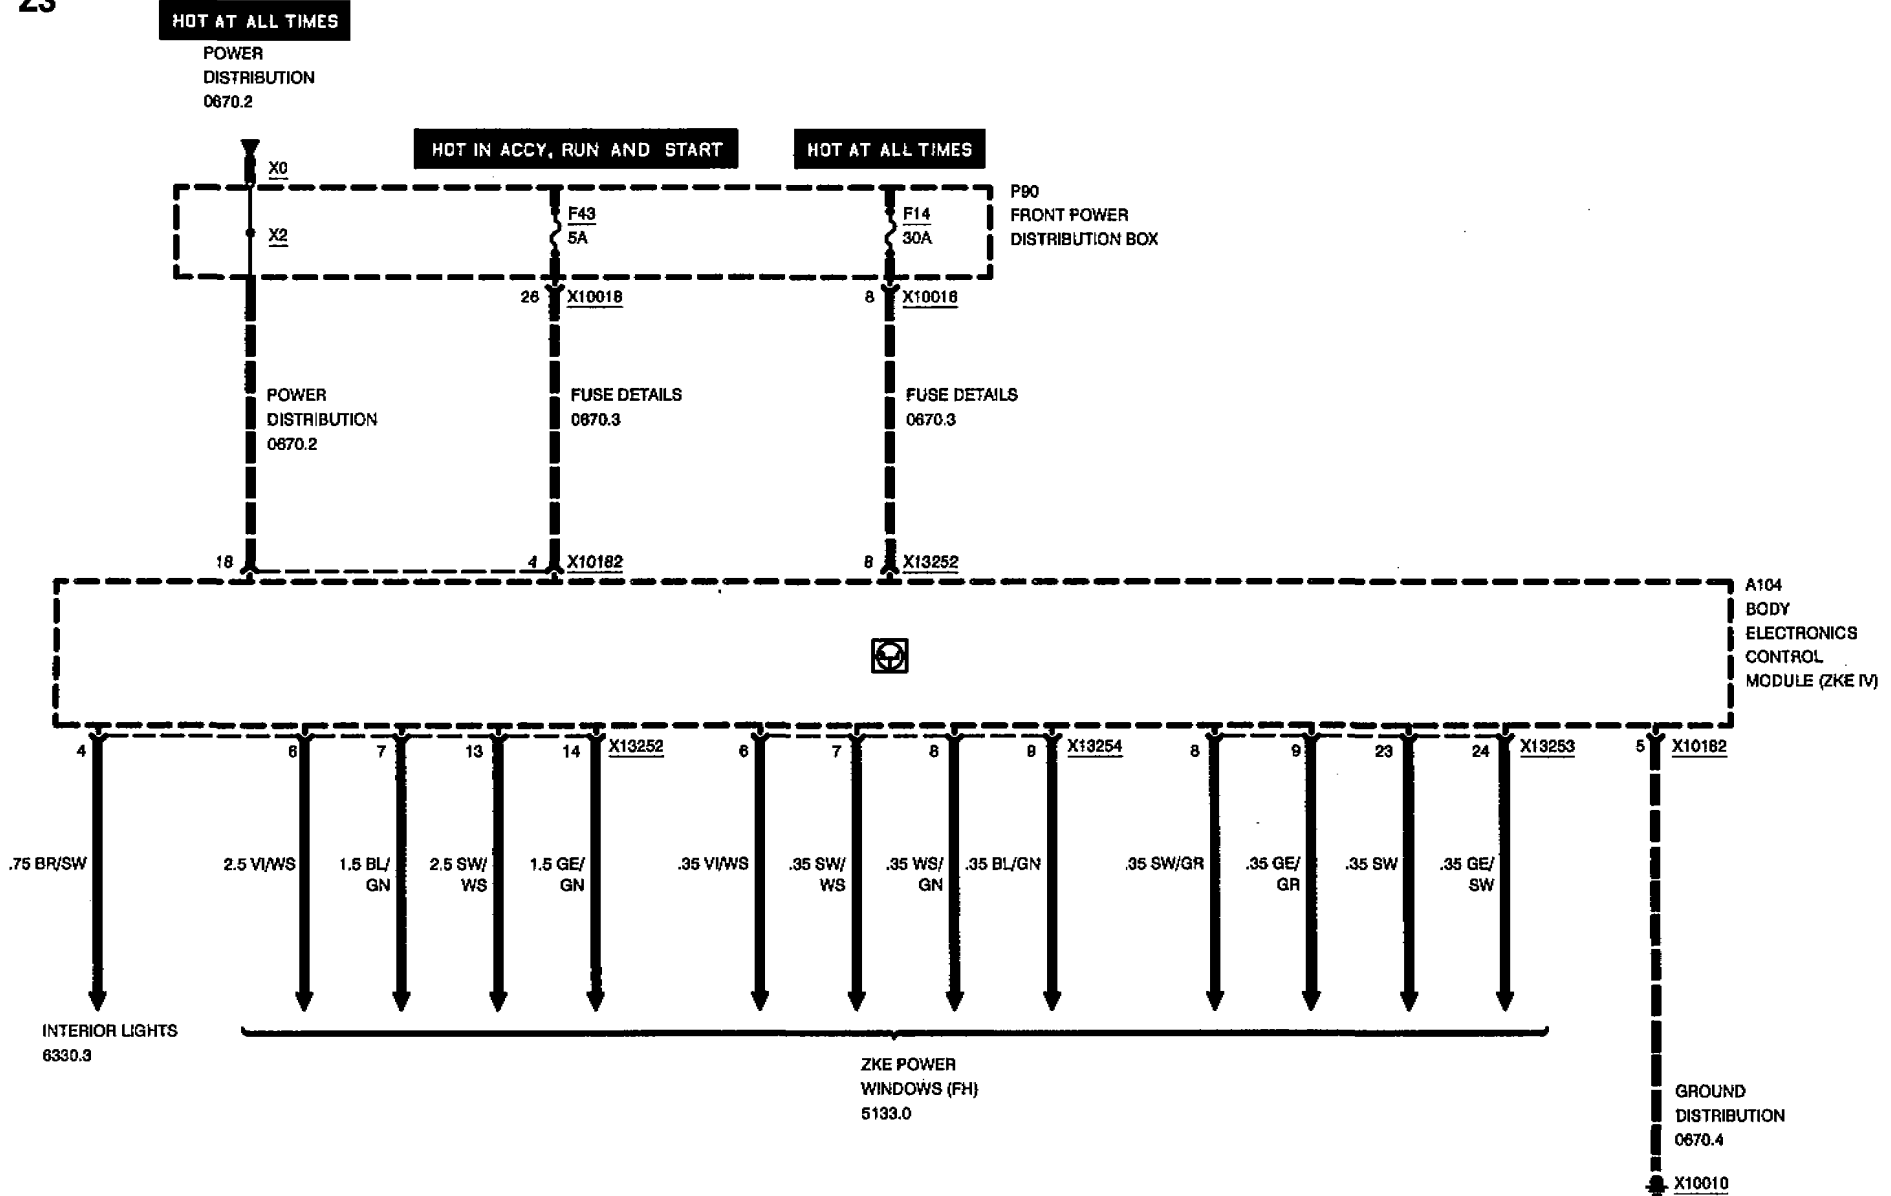 Z3
HOT AT ALL TIMES
POWER
DISTRIBUTION
0670.2
HOT IN ACCY, RUN AND START
HOT AT ALL TIMES
X0
X2
F43
5A
F14
30A
P90
FRONT POWER
DISTRIBUTION BOX
26 X10018
8 X10016
POWER
DISTRIBUTION
0670.2
FUSE DETAILS
0670.3
FUSE DETAILS
0670.3
18
4 X10182
8 X13252
A104
BODY
ELECTRONICS
CONTROL
MODULE (ZKE IV)
4
6
7
13
14 X13252
6
7
8
9 X13254
8
9
23
24 X13253
5 X10182
.75 BR/SW
2.5 VI/WS
1.5 BL/
GN
2.5 SW/
WS
1.5 GE/
GN
.35 VI/WS
.35 SW/
WS
.35 WS/
GN
.35 BL/GN
.35 SW/GR
.35 GE/
GR
.35 SW
.35 GE/
SW
INTERIOR LIGHTS
6330.3
ZKE POWER
WINDOWS (FH)
5133.0
GROUND
DISTRIBUTION
0670.4
X10010